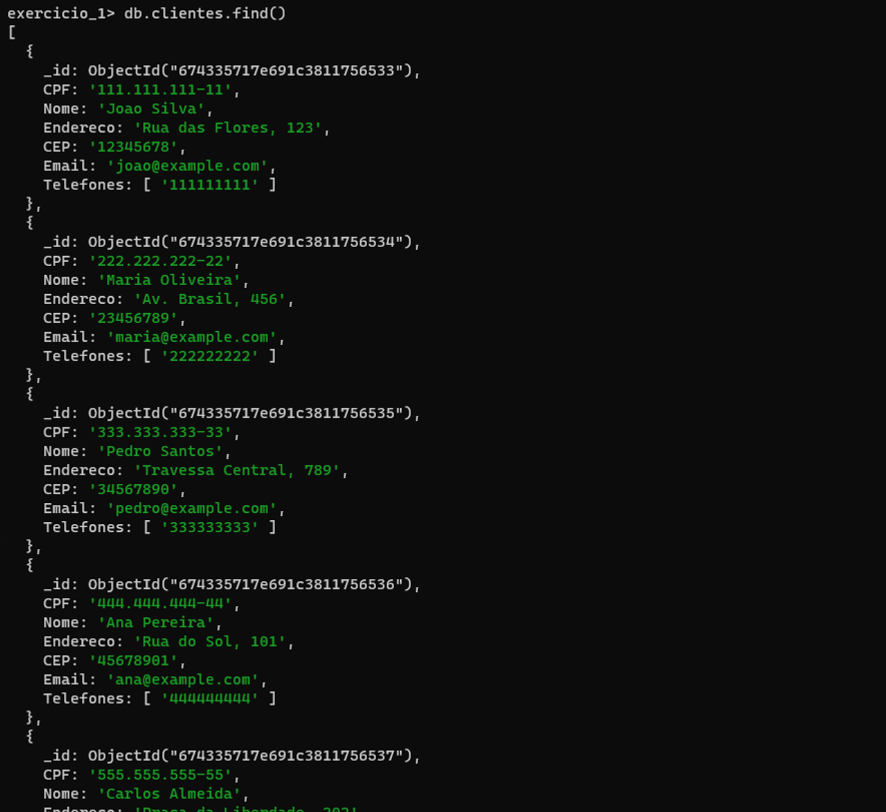 exercicio_1> db.clientes.find()
[
  {
    _id: ObjectId("674335717e691c3811756533"),
    CPF: '111.111.111-11',
    Nome: 'Joao Silva',
    Endereco: 'Rua das Flores, 123',
    CEP: '12345678',
    Email: 'joao@example.com',
    Telefones: [ '111111111' ]
  },
  {
    _id: ObjectId("674335717e691c3811756534"),
    CPF: '222.222.222-22',
    Nome: 'Maria Oliveira',
    Endereco: 'Av. Brasil, 456',
    CEP: '23456789',
    Email: 'maria@example.com',
    Telefones: [ '222222222' ]
  },
  {
    _id: ObjectId("674335717e691c3811756535"),
    CPF: '333.333.333-33',
    Nome: 'Pedro Santos',
    Endereco: 'Travessa Central, 789',
    CEP: '34567890',
    Email: 'pedro@example.com',
    Telefones: [ '333333333' ]
  },
  {
    _id: ObjectId("674335717e691c3811756536"),
    CPF: '444.444.444-44',
    Nome: 'Ana Pereira',
    Endereco: 'Rua do Sol, 101',
    CEP: '45678901',
    Email: 'ana@example.com',
    Telefones: [ '444444444' ]
  },
  {
    _id: ObjectId("674335717e691c3811756537"),
    CPF: '555.555.555-55',
    Nome: 'Carlos Almeida',
    Endereco: 'Praca da Liberdade, 202'